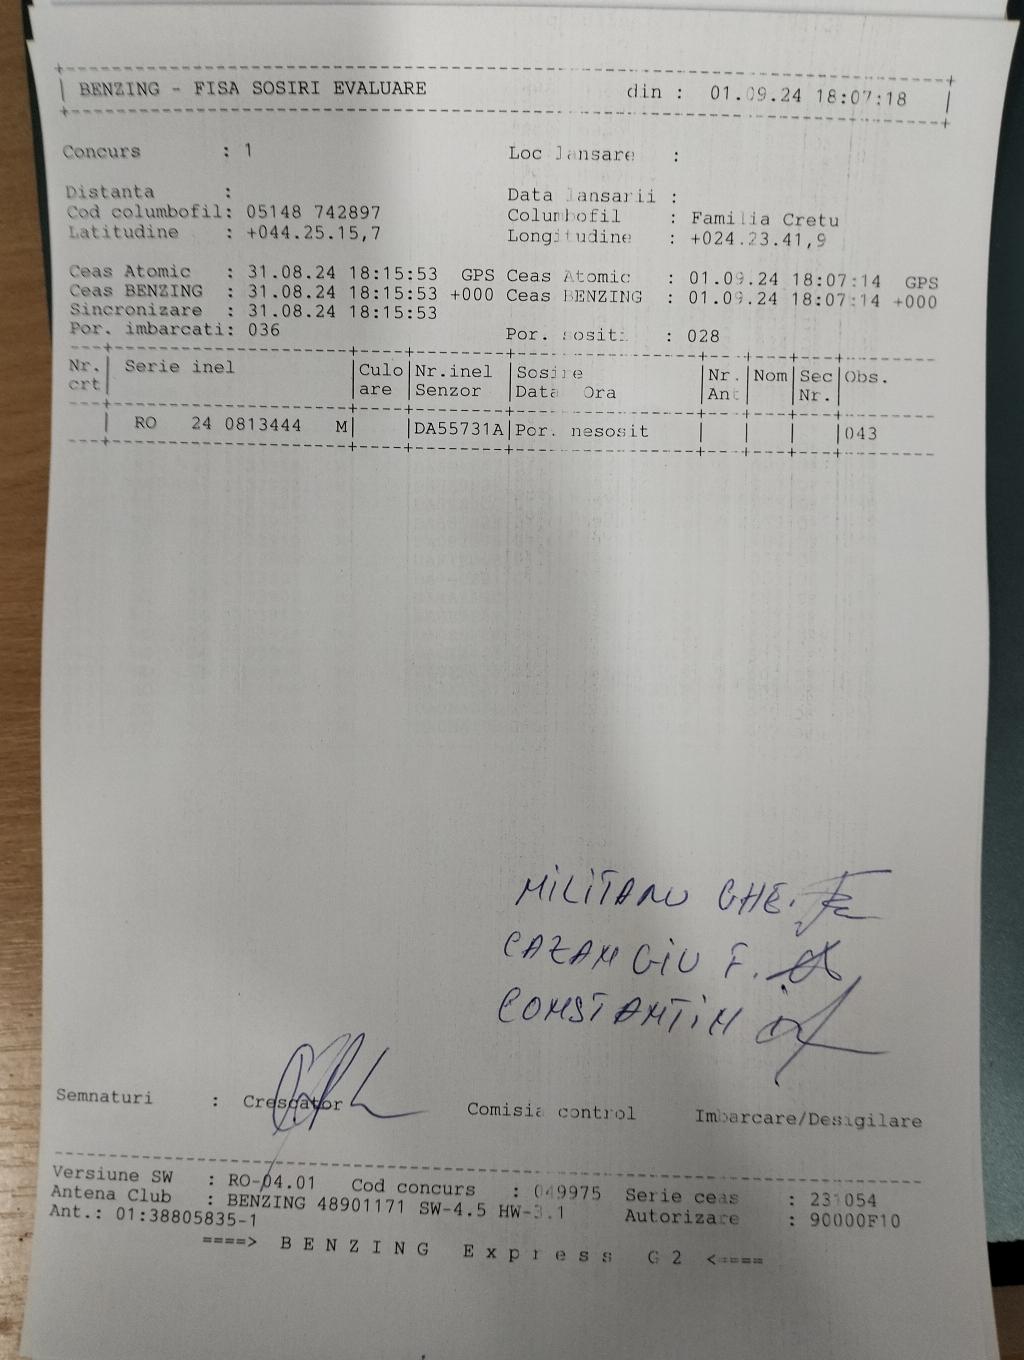 BENZING - FISA SOSIRI EVALUARE din : 01.09.24 18:07:18
Concurs : 1 Loc lansare :
Distanta : Data lansarii :
Cod columbofil: 05148 742897 Columbofil : Familia Cretu
Latitudine : +044.25.15,7 Longitudine : +024.23.41,9
Ceas Atomic : 31.08.24 18:15:53 GPS Ceas Atomic : 01.09.24 18:07:14 GPS
Ceas BENZING : 31.08.24 18:15:53 +000 Ceas BENZING : 01.09.24 18:07:14 +000
Sincronizare : 31.08.24 18:15:53
Por. imbarcati: 036 Por. sositi : 028
Nr. Serie inel Culo Nr.inel Sosire Nr. Nom Sec Obs.
crt are Senzor Data Ora Ant Nr.
RO 24 0813444 M DA55731A Por. nesosit 043
MILITARU GHE.
CAZANGIU F.
CONSTANTIN
Semnaturi : Crescator Comisia control Imbarcare/Desigilare
Versiune SW : RO-04.01 Cod concurs : 049975 Serie ceas : 231054
Antena Club : BENZING 48901171 SW-4.5 HW-3.1 Autorizare : 90000F10
Ant.: 01:38805835-1
====> B E N Z I N G E x p r e s s G 2 <====